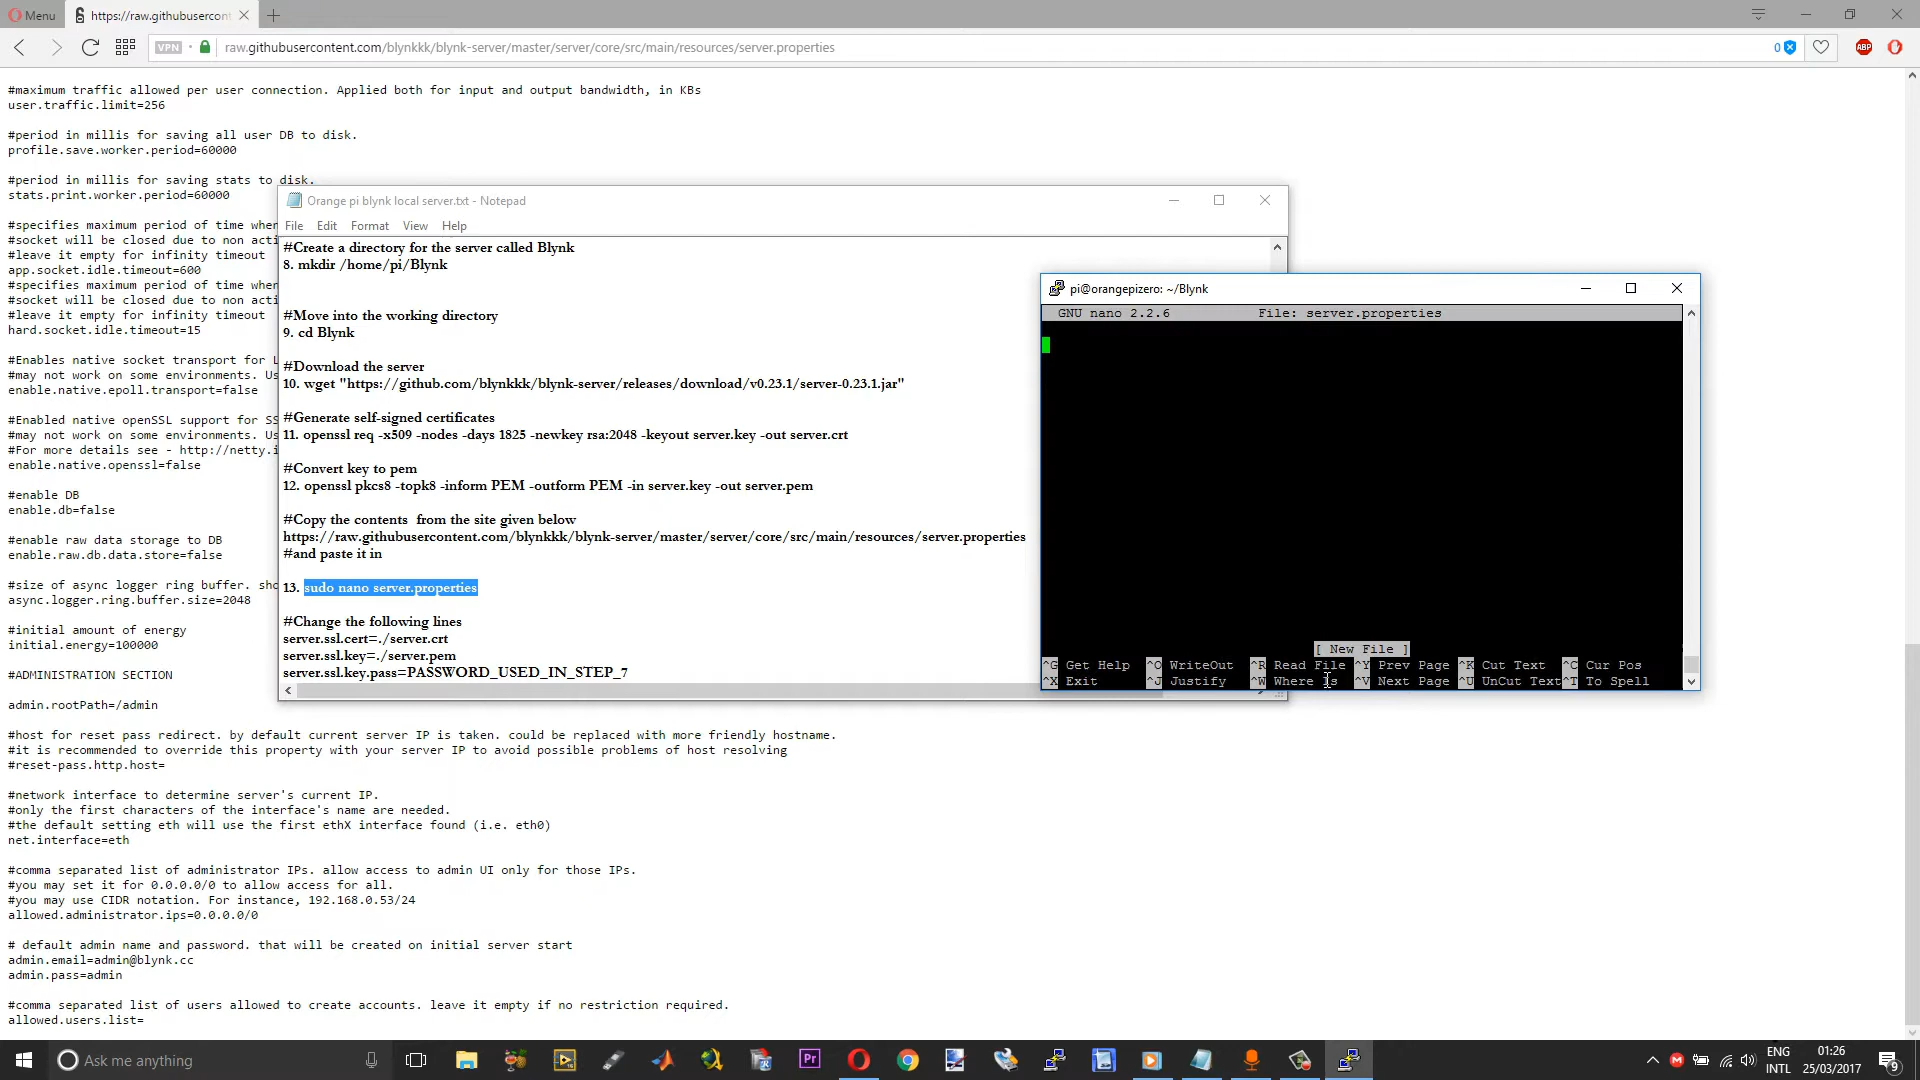 Menu
https://raw.githubusercont
VPN
raw.githubusercontent.com/blynkkk/blynk-server/master/server/core/src/main/resources/server.properties
0
ABP
#maximum traffic allowed per user connection. Applied both for input and output bandwidth, in KBs
user.traffic.limit=256
#period in millis for saving all user DB to disk.
profile.save.worker.period=60000
#period in millis for saving stats to disk.
stats.print.worker.period=60000
#specifies maximum period of time when
#socket will be closed due to non acti
#leave it empty for infinity timeout
app.socket.idle.timeout=600
#specifies maximum period of time when
#socket will be closed due to non acti
#leave it empty for infinity timeout
hard.socket.idle.timeout=15
#Enables native socket transport for L
#may not work on some environments. Us
enable.native.epoll.transport=false
#Enabled native openSSL support for SS
#may not work on some environments. Us
#For more details see - http://netty.i
enable.native.openssl=false
#enable DB
enable.db=false
#enable raw data storage to DB
enable.raw.db.data.store=false
#size of async logger ring buffer. sho
async.logger.ring.buffer.size=2048
#initial amount of energy
initial.energy=100000
#ADMINISTRATION SECTION
admin.rootPath=/admin
#host for reset pass redirect. by default current server IP is taken. could be replaced with more friendly hostname.
#it is recommended to override this property with your server IP to avoid possible problems of host resolving
#reset-pass.http.host=
#network interface to determine server's current IP.
#only the first characters of the interface's name are needed.
#the default setting eth will use the first ethX interface found (i.e. eth0)
net.interface=eth
#comma separated list of administrator IPs. allow access to admin UI only for those IPs.
#you may set it for 0.0.0.0/0 to allow access for all.
#you may use CIDR notation. For instance, 192.168.0.53/24
allowed.administrator.ips=0.0.0.0/0
# default admin name and password. that will be created on initial server start
admin.email=admin@blynk.cc
admin.pass=admin
#comma separated list of users allowed to create accounts. leave it empty if no restriction required.
allowed.users.list=
Orange pi blynk local server.txt - Notepad
File Edit Format View Help
#Create a directory for the server called Blynk
8. mkdir /home/pi/Blynk
#Move into the working directory
9. cd Blynk
#Download the server
10. wget "https://github.com/blynkkk/blynk-server/releases/download/v0.23.1/server-0.23.1.jar"
#Generate self-signed certificates
11. openssl req -x509 -nodes -days 1825 -newkey rsa:2048 -keyout server.key -out server.crt
#Convert key to pem
12. openssl pkcs8 -topk8 -inform PEM -outform PEM -in server.key -out server.pem
#Copy the contents  from the site given below
https://raw.githubusercontent.com/blynkkk/blynk-server/master/server/core/src/main/resources/server.properties
#and paste it in
13. sudo nano server.properties
#Change the following lines
server.ssl.cert=./server.crt
server.ssl.key=./server.pem
server.ssl.key.pass=PASSWORD_USED_IN_STEP_7
pi@orangepizero: ~/Blynk
GNU nano 2.2.6 File: server.properties
[ New File ]
^G Get Help ^O WriteOut ^R Read File ^Y Prev Page ^K Cut Text ^C Cur Pos
^X Exit ^J Justify ^W Where Is ^V Next Page ^U UnCut Text ^T To Spell
Ask me anything
Pr
ENG
INTL
01:26
25/03/2017
9